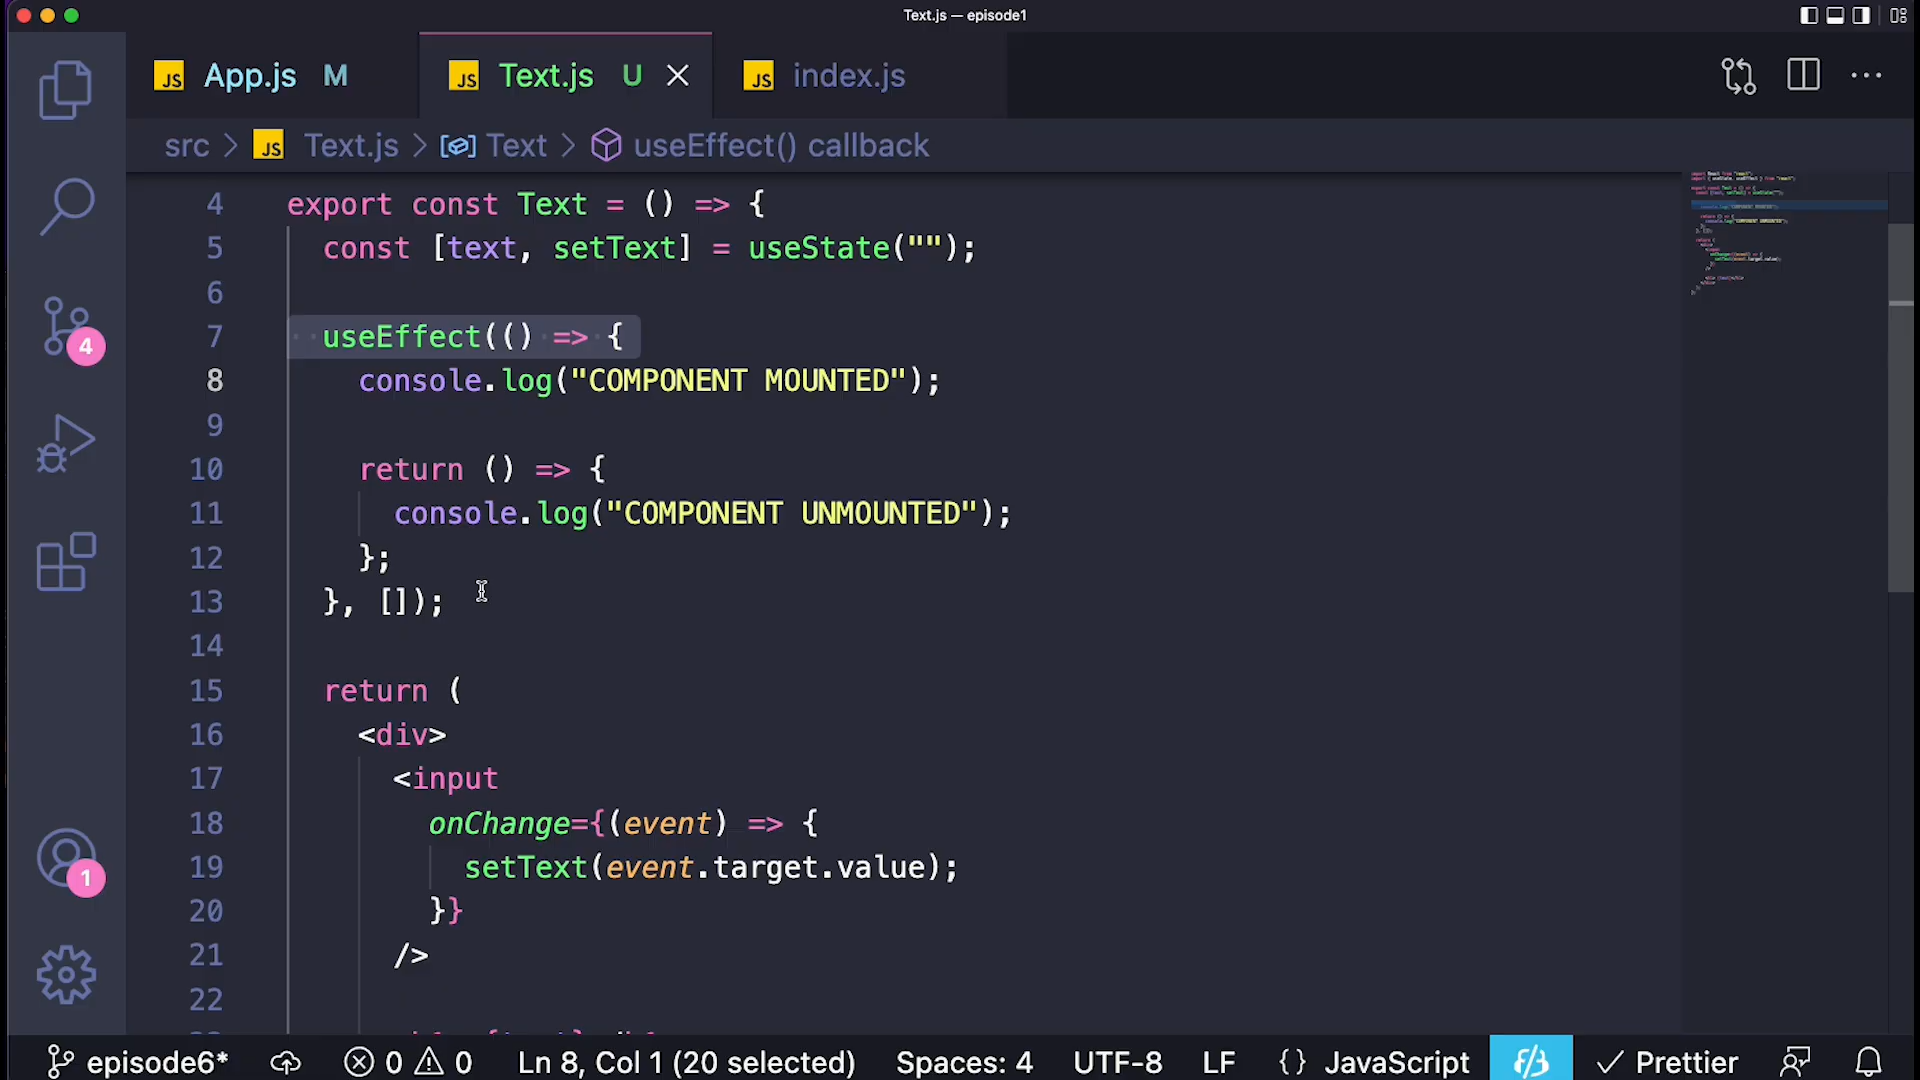 Text.js — episode1
JS App.js M
JS Text.js U
JS index.js
src > JS Text.js > Text > useEffect() callback
4 export const Text = () => {
5 const [text, setText] = useState("");
6
7 useEffect(() => {
8 console.log("COMPONENT MOUNTED");
9
10 return () => {
11 console.log("COMPONENT UNMOUNTED");
12 };
13 }, []);
14
15 return (
16 <div>
17 <input
18 onChange={(event) => {
19 setText(event.target.value);
20 }}
21 />
22
4
1
episode6* 0 0 Ln 8, Col 1 (20 selected) Spaces: 4 UTF-8 LF {} JavaScript Prettier